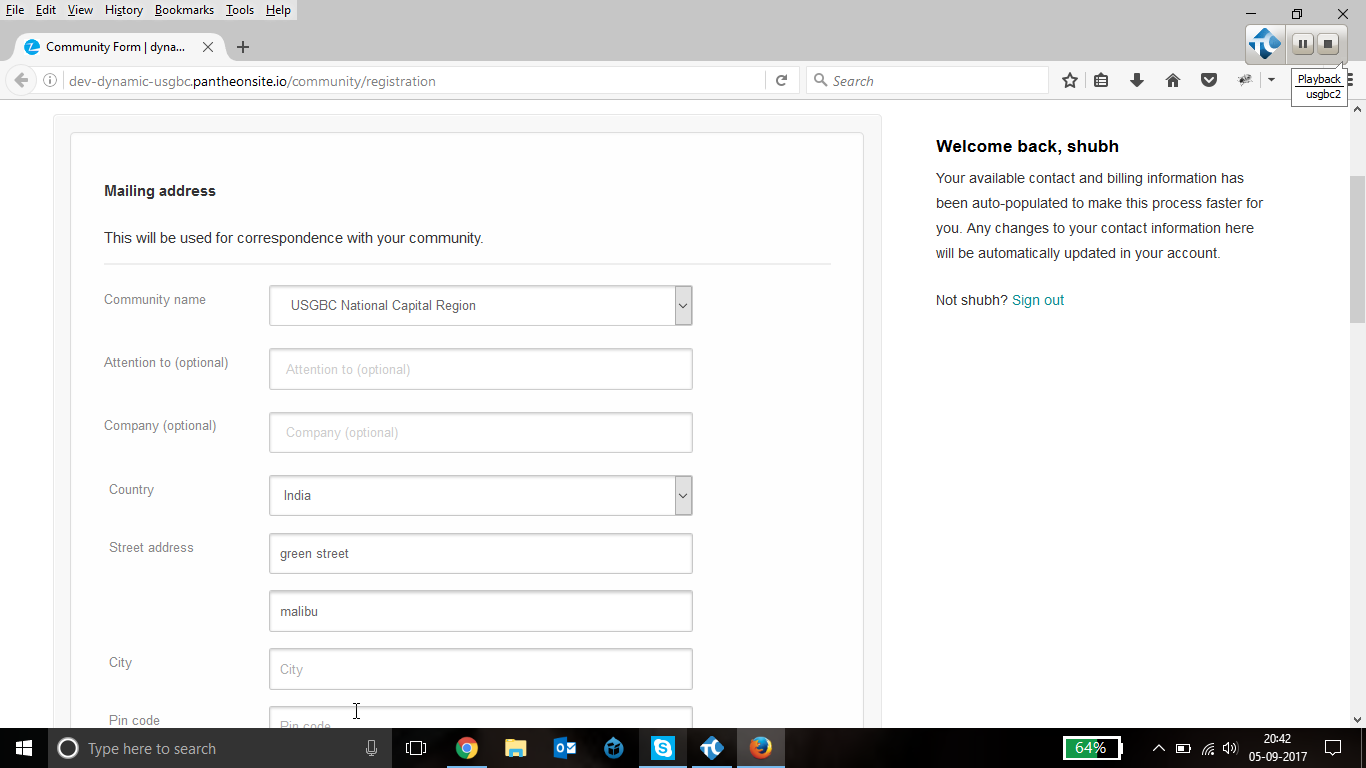 File Edit View History Bookmarks Tools Help
Community Form | dyna...
dev-dynamic-usgbc.pantheonsite.io/community/registration
Search
Playback
usgbc2
Mailing address
This will be used for correspondence with your community.
Community name
USGBC National Capital Region
Attention to (optional)
Attention to (optional)
Company (optional)
Company (optional)
Country
India
Street address
green street
malibu
City
City
Pin code
Pin code
Welcome back, shubh
Your available contact and billing information has
been auto-populated to make this process faster for
you. Any changes to your contact information here
will be automatically updated in your account.
Not shubh? Sign out
Type here to search
64%
20:42
05-09-2017